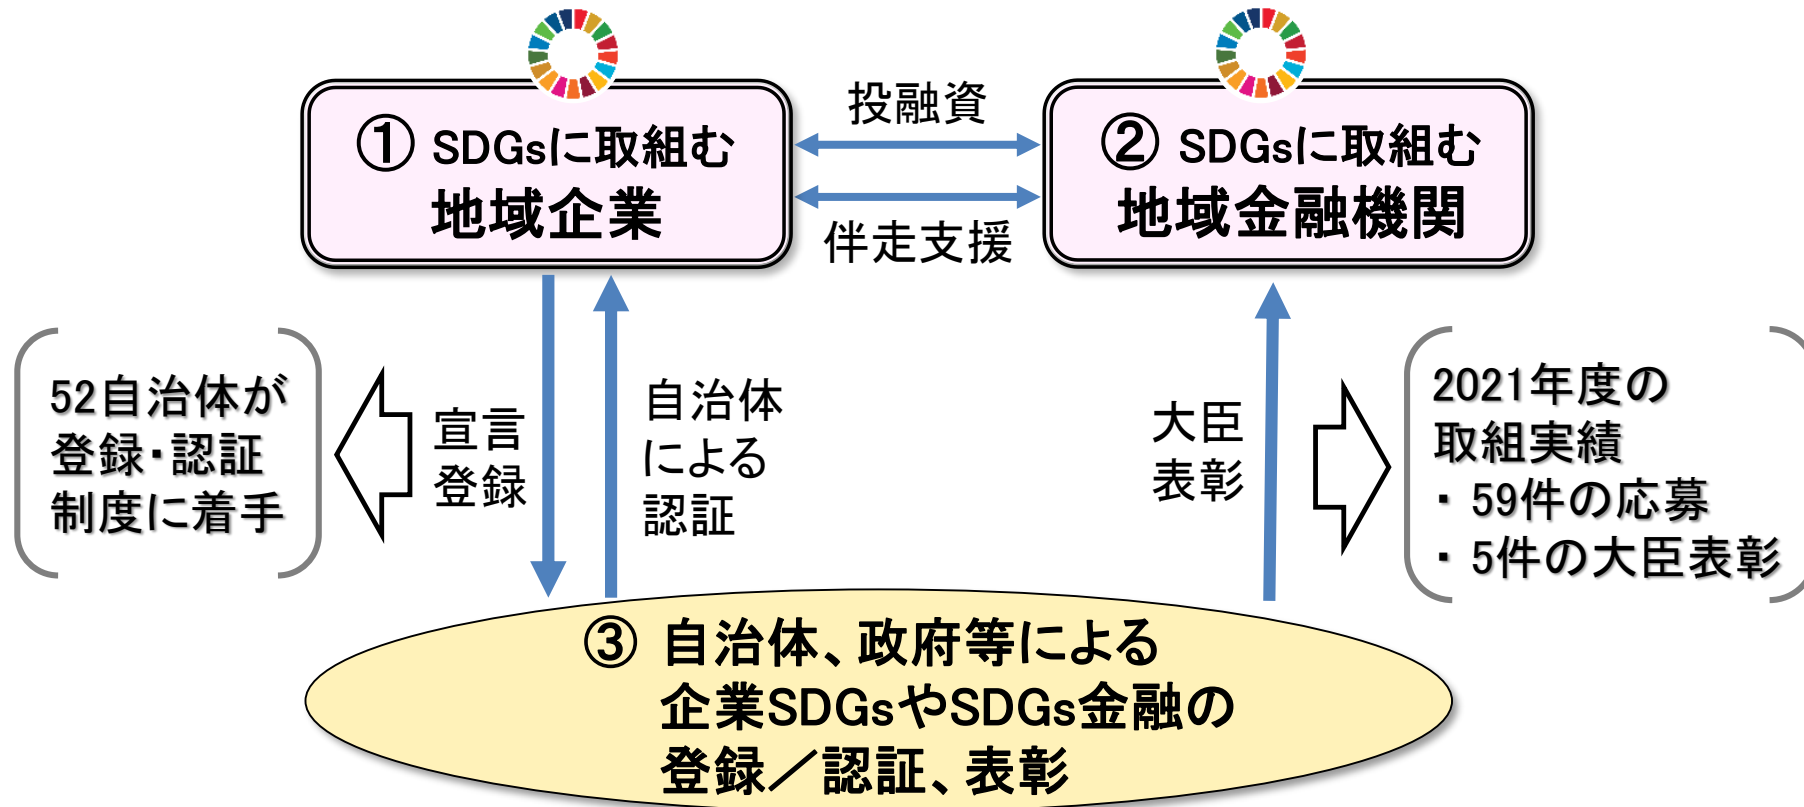 ① SDGsに取組む
地域企業
投融資
伴走支援
② SDGsに取組む
地域金融機関
52自治体が
登録・認証
制度に着手
宣言
登録
自治体
による
認証
大臣
表彰
2021年度の
取組実績
・ 59件の応募
・ 5件の大臣表彰
③ 自治体、政府等による
企業SDGsやSDGs金融の
登録／認証、表彰